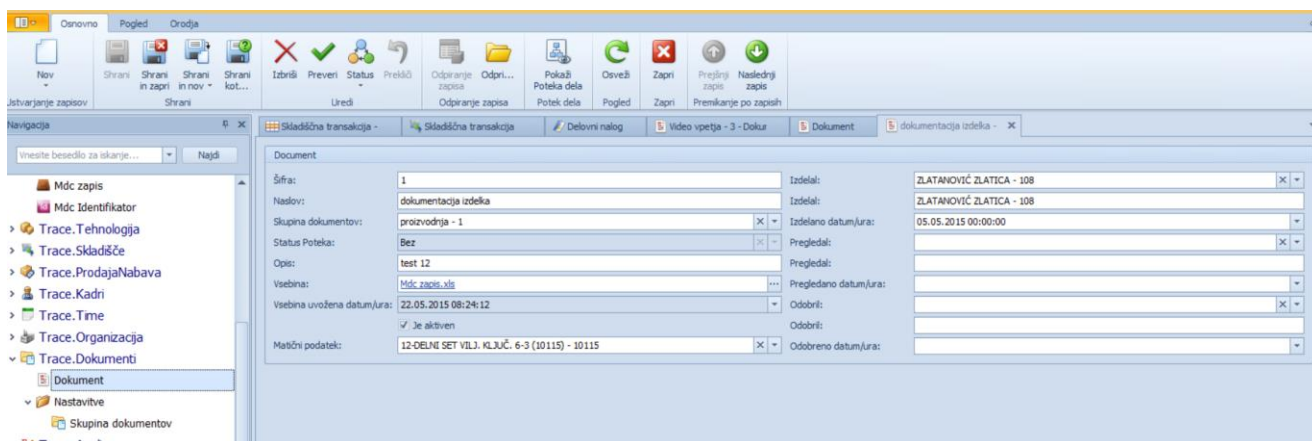 Osnovno Pogled Orodja
Nov Shrani Shrani in zapri Shrani in nov Shrani kot... Izbriši Preveri Status Prekliči Odpiranje zapisa Odpri... Pokaži Poteka dela Osveži Zapri Prejšnji zapis Naslednji zapis
Ustvarjanje zapisov Shrani Uredi Odpiranje zapisa Potek dela Pogled Zapri Premikanje po zapisih
Navigacija
Vnesite besedilo za iskanje... Najdi
Mdc zapis
Mdc Identifikator
Trace.Tehnologija
Trace.Skladišče
Trace.ProdajaNabava
Trace.Kadri
Trace.Time
Trace.Organizacija
Trace.Dokumenti
Dokument
Nastavitve
Skupina dokumentov
Skladiščna transakcija - Skladiščna transakcija Delovni nalog Video vpetja - 3 - Dokur Dokument dokumentacija izdelka -
Document
Šifra: 1
Naslov: dokumentacija izdelka
Skupina dokumentov: proizvodnja - 1
Status Poteka: Bez
Opis: test 12
Vsebina: Mdc zapis.xls
Vsebina uvožena datum/ura: 22.05.2015 08:24:12
Je aktiven
Matični podatek: 12-DELNI SET VILJ. KLJUČ. 6-3 (10115) - 10115
Izdelal: ZLATANOVIĆ ZLATICA - 108
Izdelal: ZLATANOVIĆ ZLATICA - 108
Izdelano datum/ura: 05.05.2015 00:00:00
Pregledal:
Pregledal:
Pregledano datum/ura:
Odobril:
Odobril:
Odobreno datum/ura: